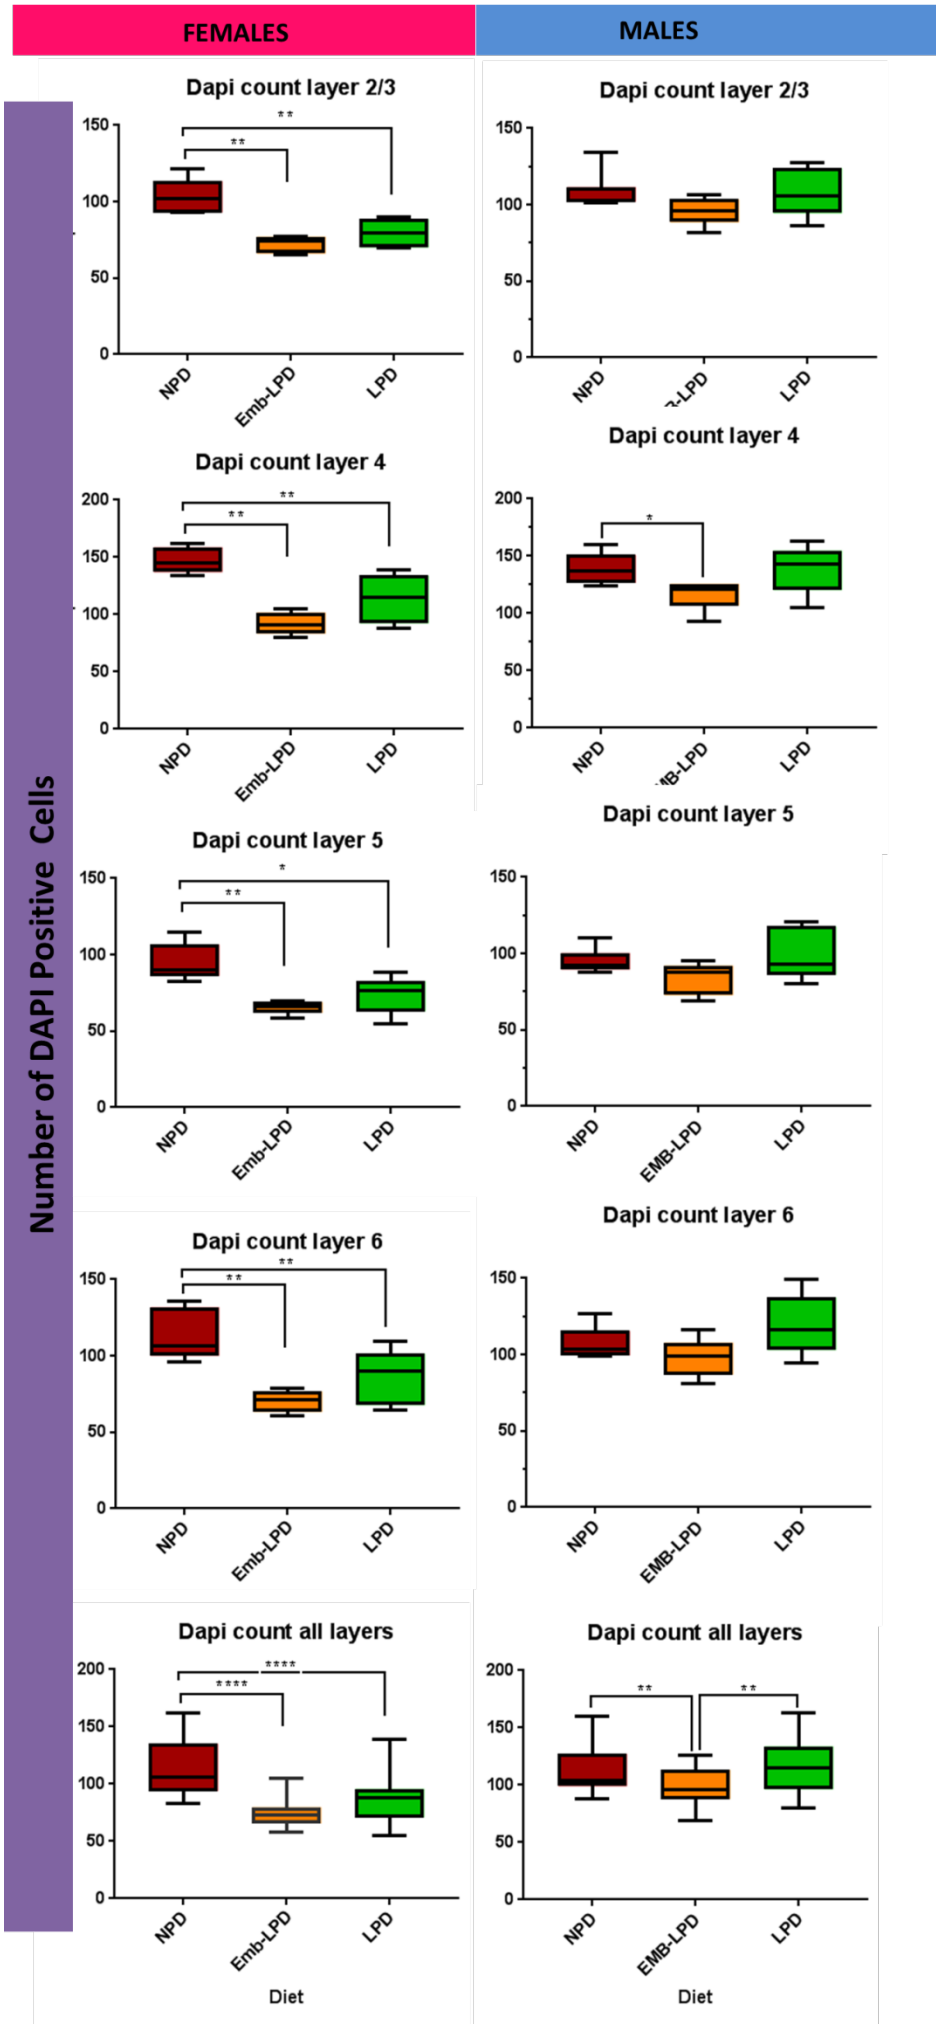 FEMALES
MALES
Number of DAPI Positive Cells
Dapi count layer 2/3
**
**
150
100
50
0
NPD
Emb-LPD
LPD
Dapi count layer 2/3
150
100
50
0
NPD
B-LPD
LPD
Dapi count layer 4
**
**
200
150
100
50
0
NPD
Emb-LPD
LPD
Dapi count layer 4
*
200
150
100
50
0
NPD
MB-LPD
LPD
Dapi count layer 5
*
**
150
100
50
0
NPD
Emb-LPD
LPD
Dapi count layer 5
150
100
50
0
NPD
EMB-LPD
LPD
Dapi count layer 6
**
**
150
100
50
0
NPD
Emb-LPD
LPD
Dapi count layer 6
150
100
50
0
NPD
EMB-LPD
LPD
Dapi count all layers
****
****
200
150
100
50
0
NPD
Emb-LPD
LPD
Diet
Dapi count all layers
** **
200
150
100
50
0
NPD
EMB-LPD
LPD
Diet